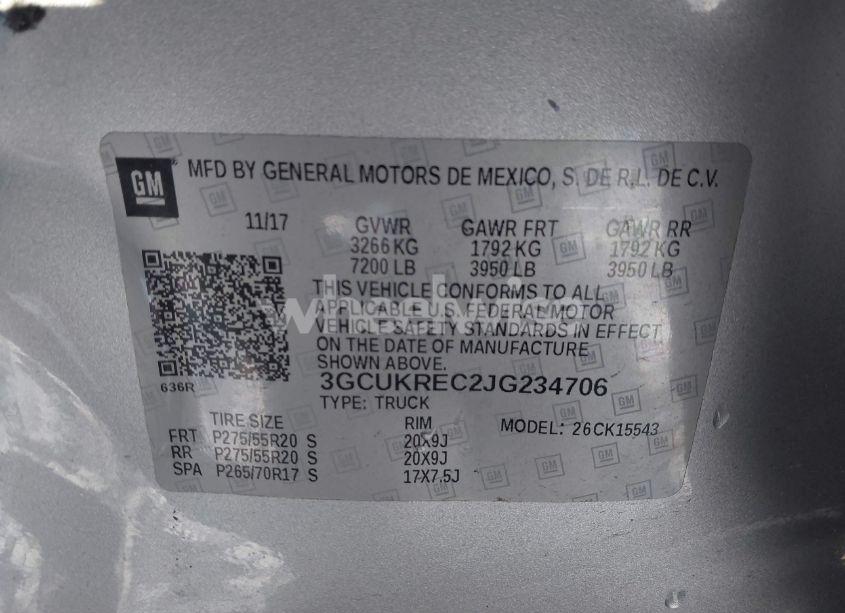 GM
MFD BY GENERAL MOTORS DE MEXICO, S. DE R.L. DE C.V.
11/17 GVWR GAWR FRT GAWR RR
3266 KG 1792 KG 1792 KG
7200 LB 3950 LB 3950 LB
THIS VEHICLE CONFORMS TO ALL
APPLICABLE U.S. FEDERAL MOTOR
VEHICLE SAFETY STANDARDS IN EFFECT
ON THE DATE OF MANUFACTURE
SHOWN ABOVE.
636R
3GCUKREC2JG234706
TYPE: TRUCK
TIRE SIZE RIM MODEL: 26CK15543
FRT P275/55R20 S 20X9J
RR P275/55R20 S 20X9J
SPA P265/70R17 S 17X7.5J